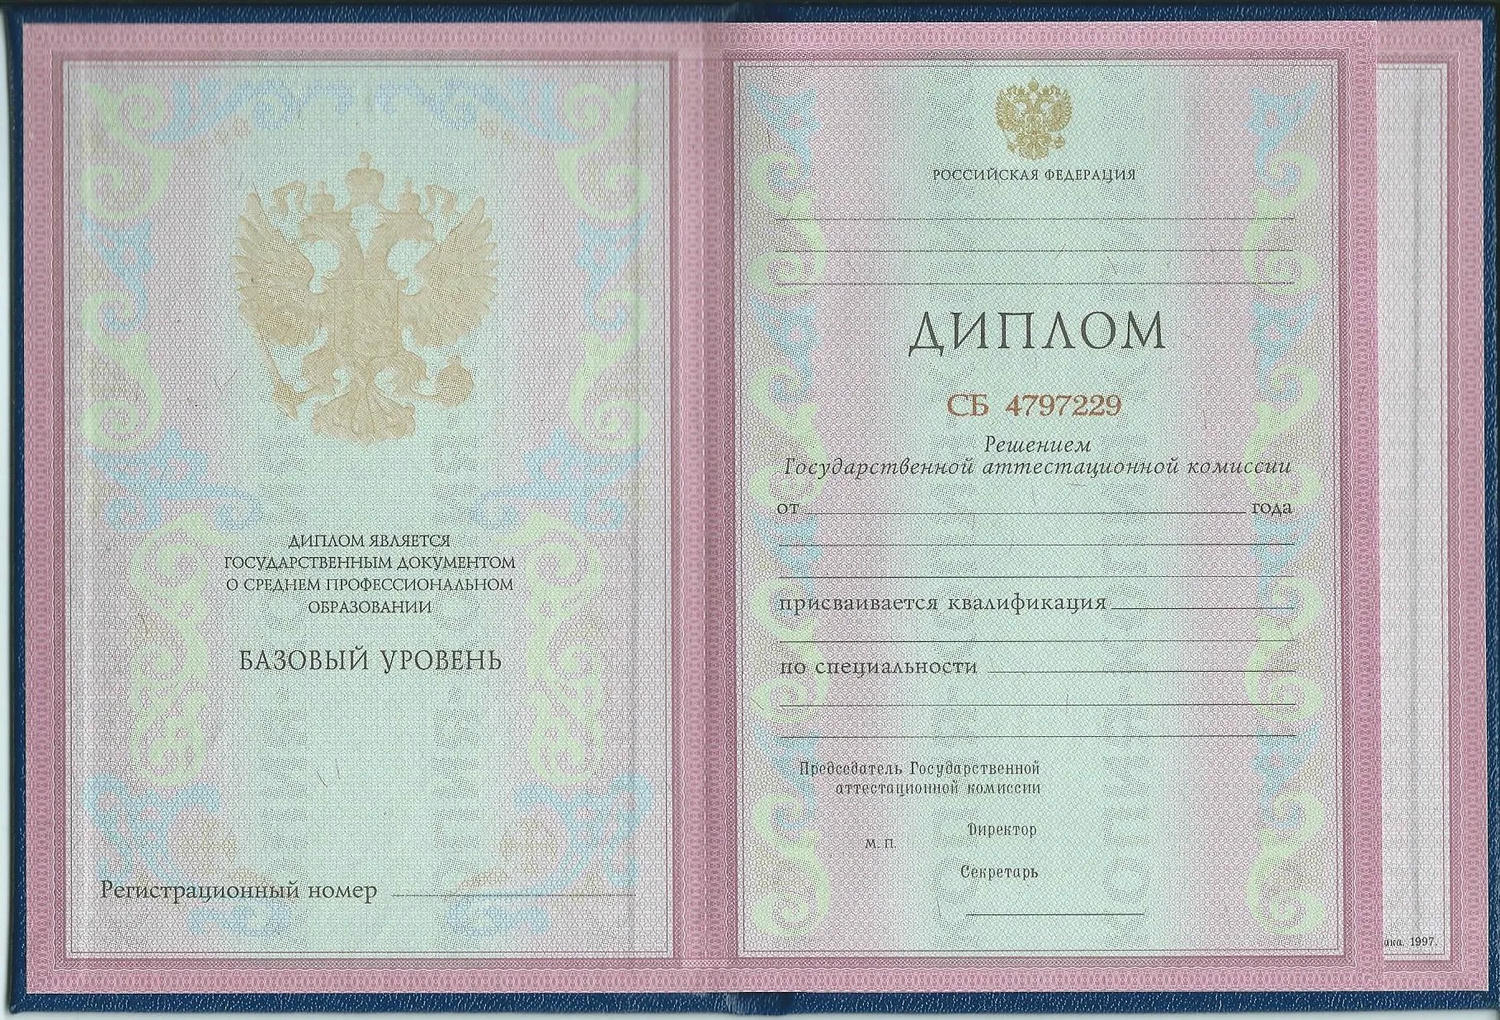 ДИПЛОМ ЯВЛЯЕТСЯ
ГОСУДАРСТВЕННЫМ ДОКУМЕНТОМ
О СРЕДНЕМ ПРОФЕССИОНАЛЬНОМ
ОБРАЗОВАНИИ
БАЗОВЫЙ УРОВЕНЬ
Регистрационный номер
РОССИЙСКАЯ ФЕДЕРАЦИЯ
ДИПЛОМ
СБ 4797229
Решением
Государственной аттестационной комиссии
от года
присваивается квалификация
по специальности
Председатель Государственной
аттестационной комиссии
Директор
М. П.
Секретарь
1997.